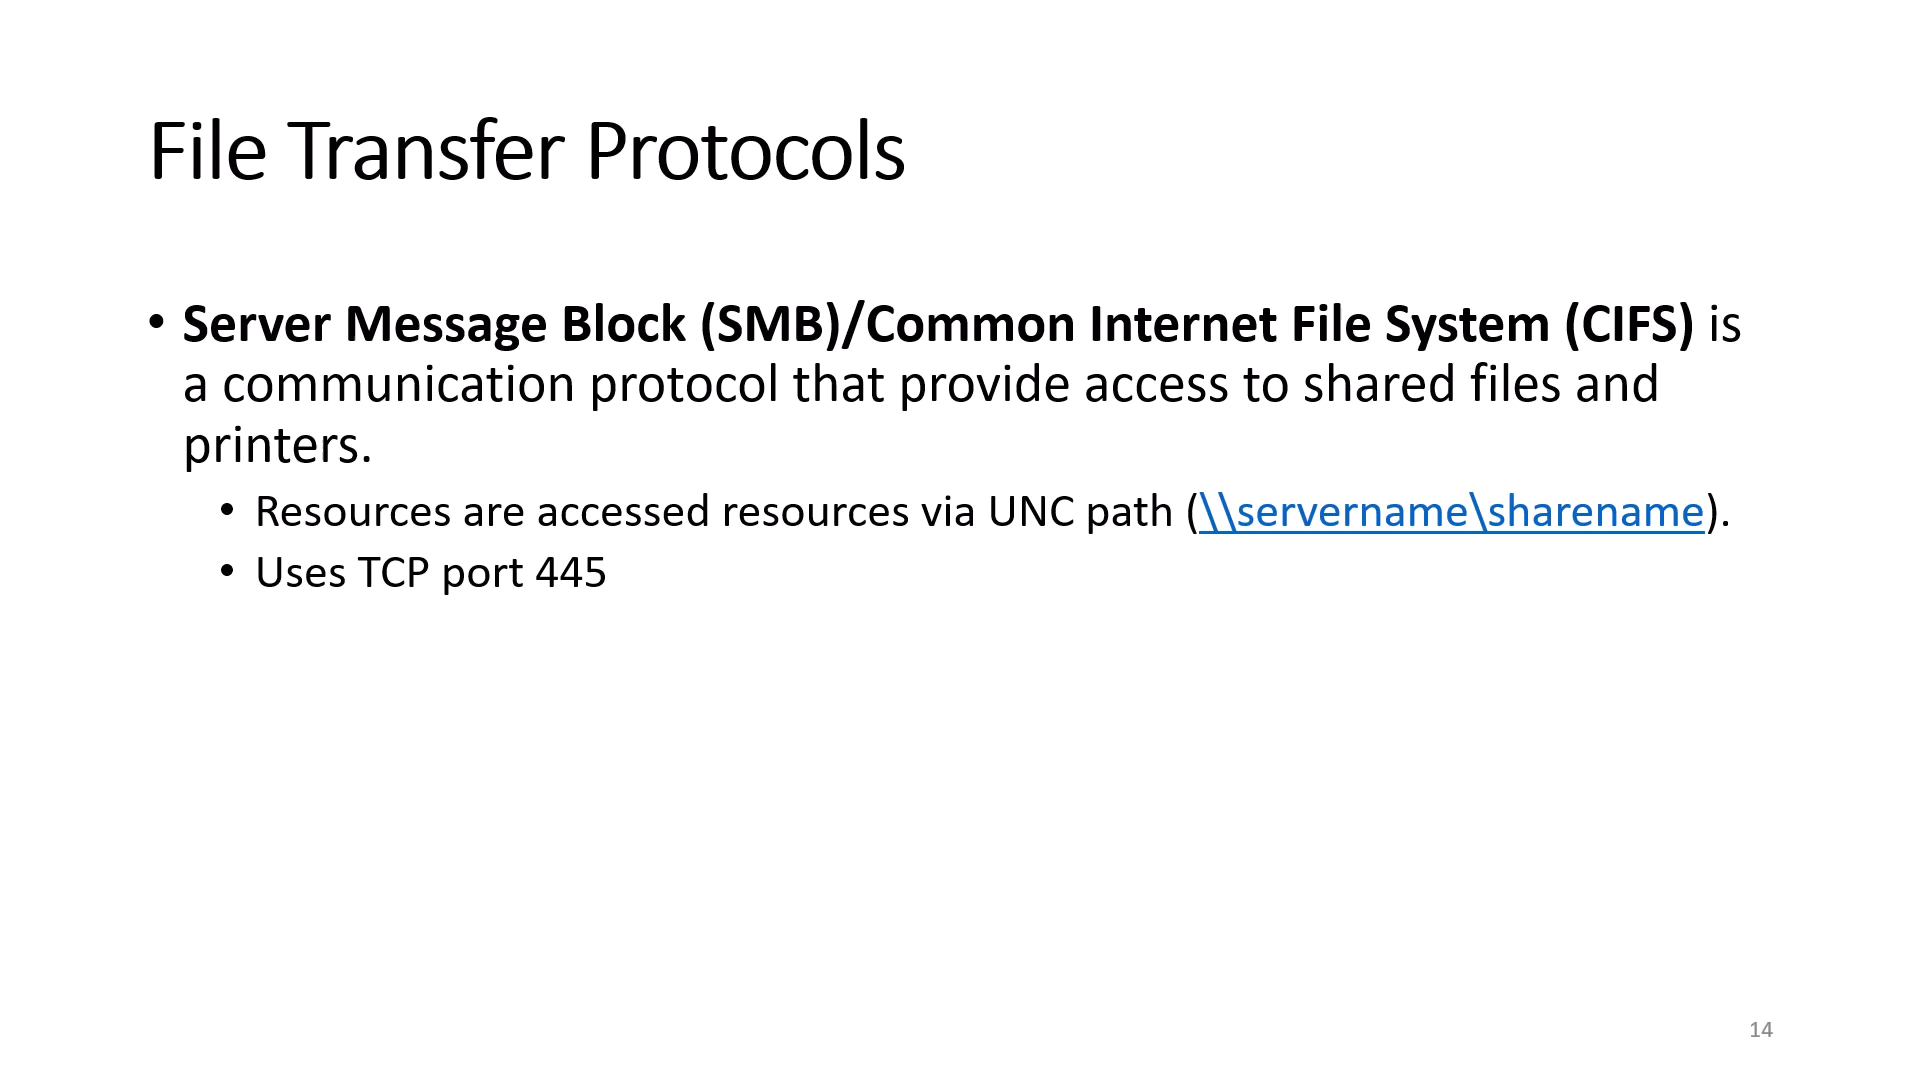 File Transfer Protocols
• Server Message Block (SMB)/Common Internet File System (CIFS) is
a communication protocol that provide access to shared files and
printers.
• Resources are accessed resources via UNC path (\\servername\sharename).
• Uses TCP port 445
14